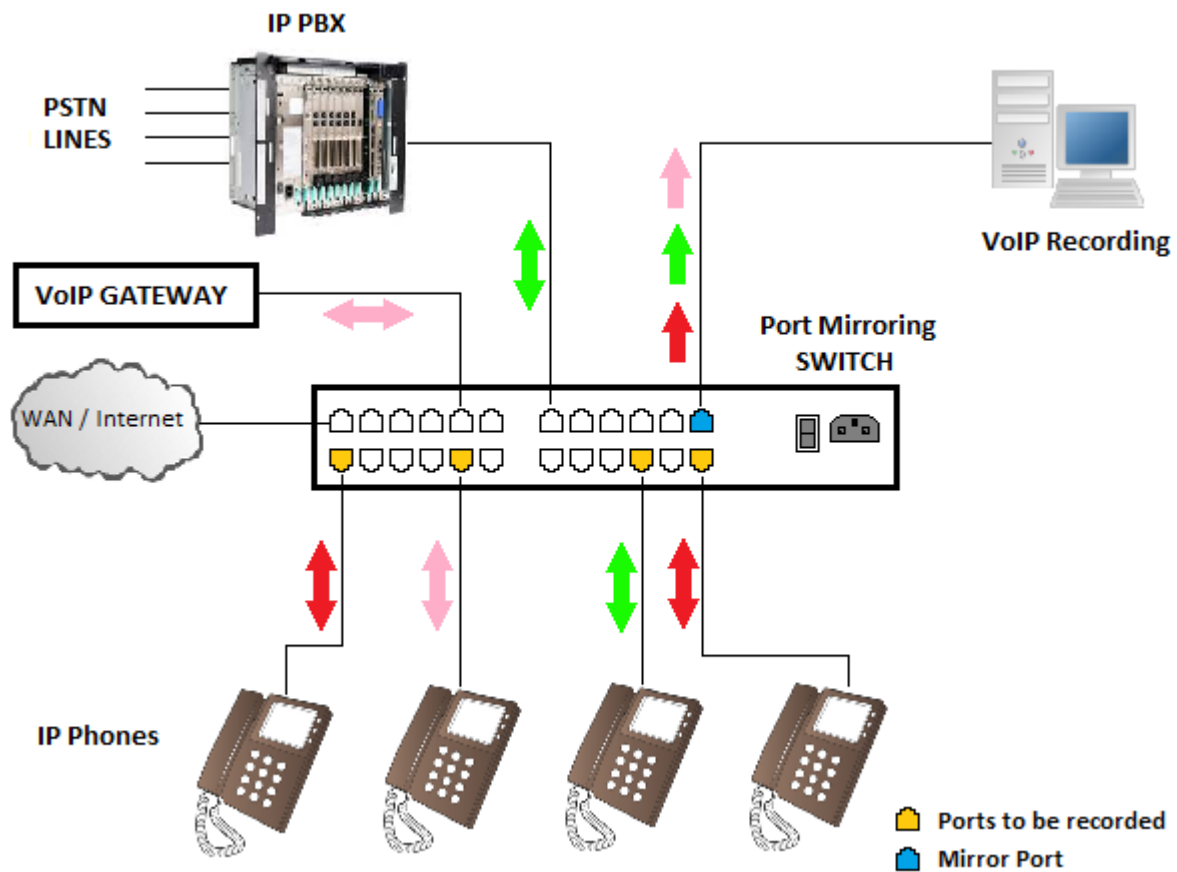 IP PBX
PSTN
LINES
VoIP Recording
VoIP GATEWAY
Port Mirroring
SWITCH
WAN / Internet
IP Phones
Ports to be recorded
Mirror Port